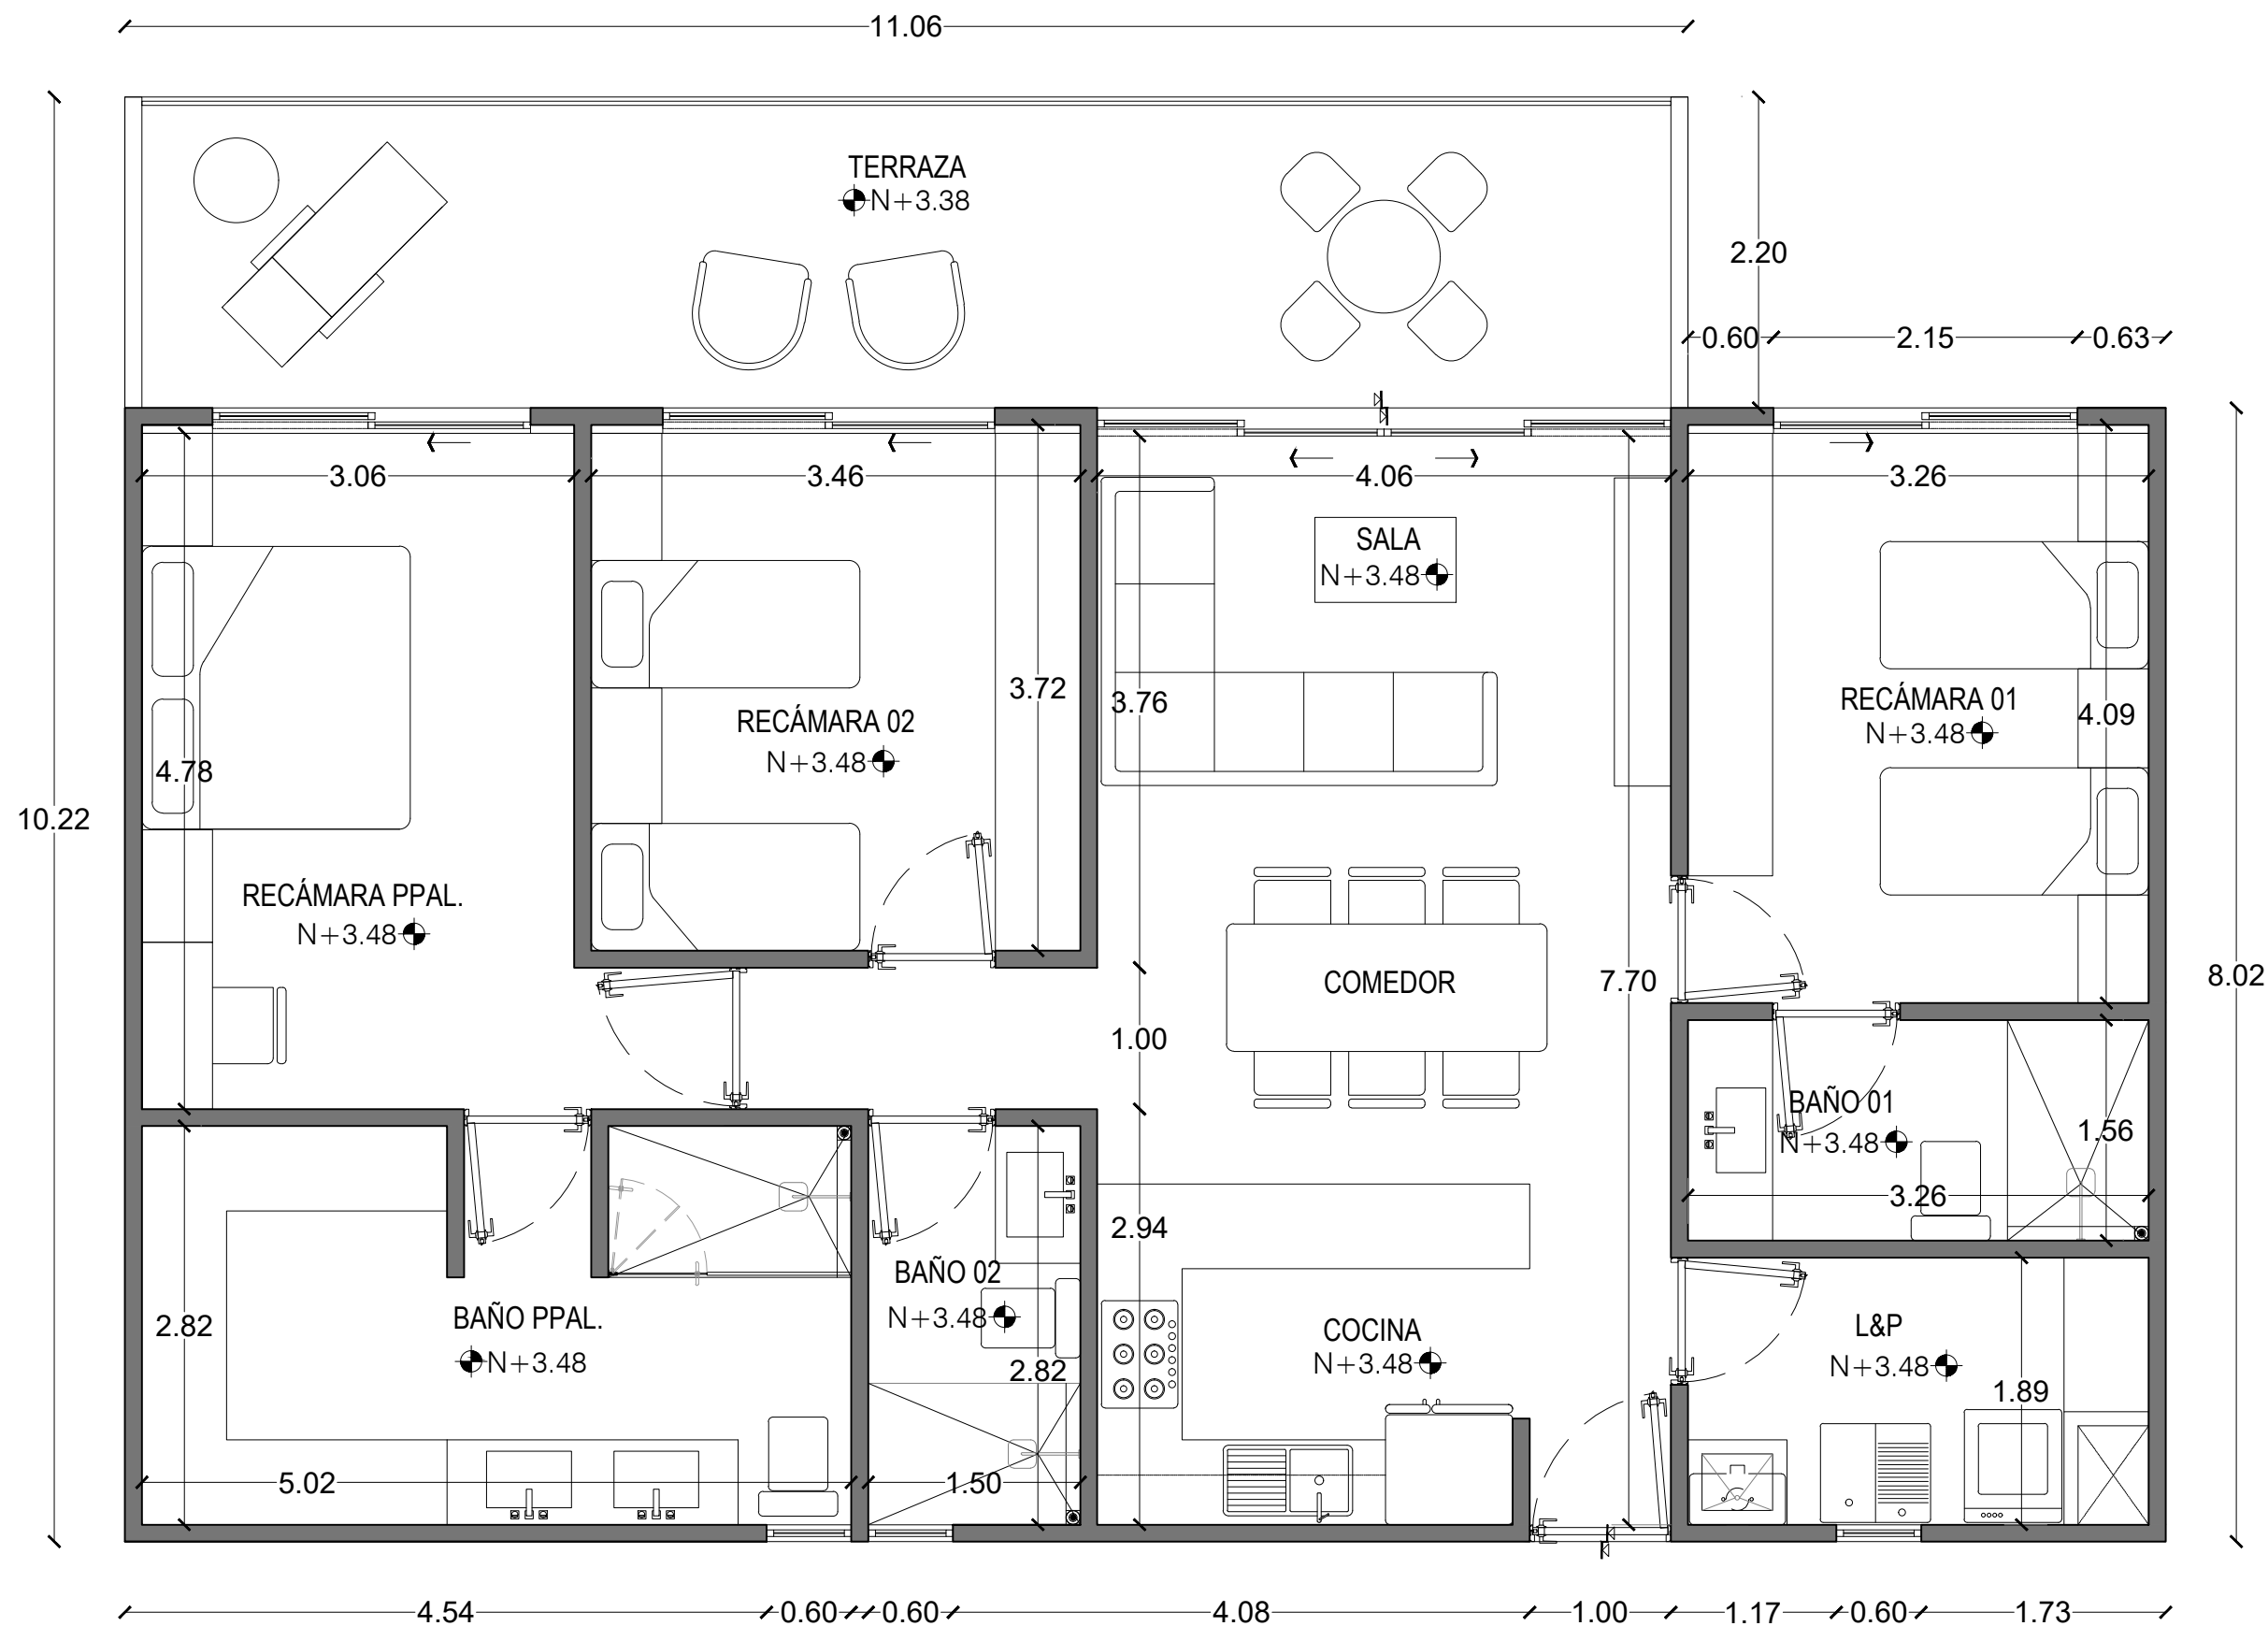 11.06
TERRAZA
N+3.38
2.20
0.60
2.15
0.63
3.06
3.46
4.06
3.26
SALA
N+3.48
3.72
3.76
RECÁMARA 01
N+3.48
4.09
RECÁMARA 02
N+3.48
4.78
10.22
RECÁMARA PPAL.
N+3.48
COMEDOR
7.70
8.02
1.00
BAÑO 01
N+3.48
1.56
3.26
2.94
BAÑO 02
N+3.48
2.82
BAÑO PPAL.
N+3.48
2.82
COCINA
N+3.48
L&P
N+3.48
1.89
5.02
1.50
4.54
0.60
0.60
4.08
1.00
1.17
0.60
1.73